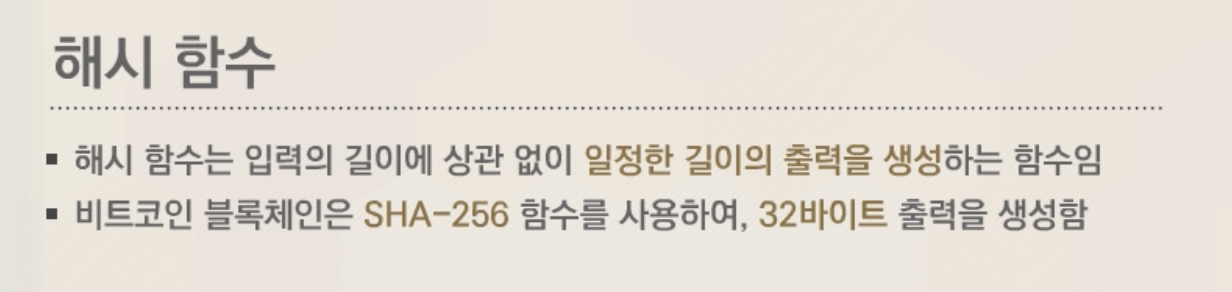 해시 함수
▪ 해시 함수는 입력의 길이에 상관 없이 일정한 길이의 출력을 생성하는 함수임
▪ 비트코인 블록체인은 SHA-256 함수를 사용하여, 32바이트 출력을 생성함